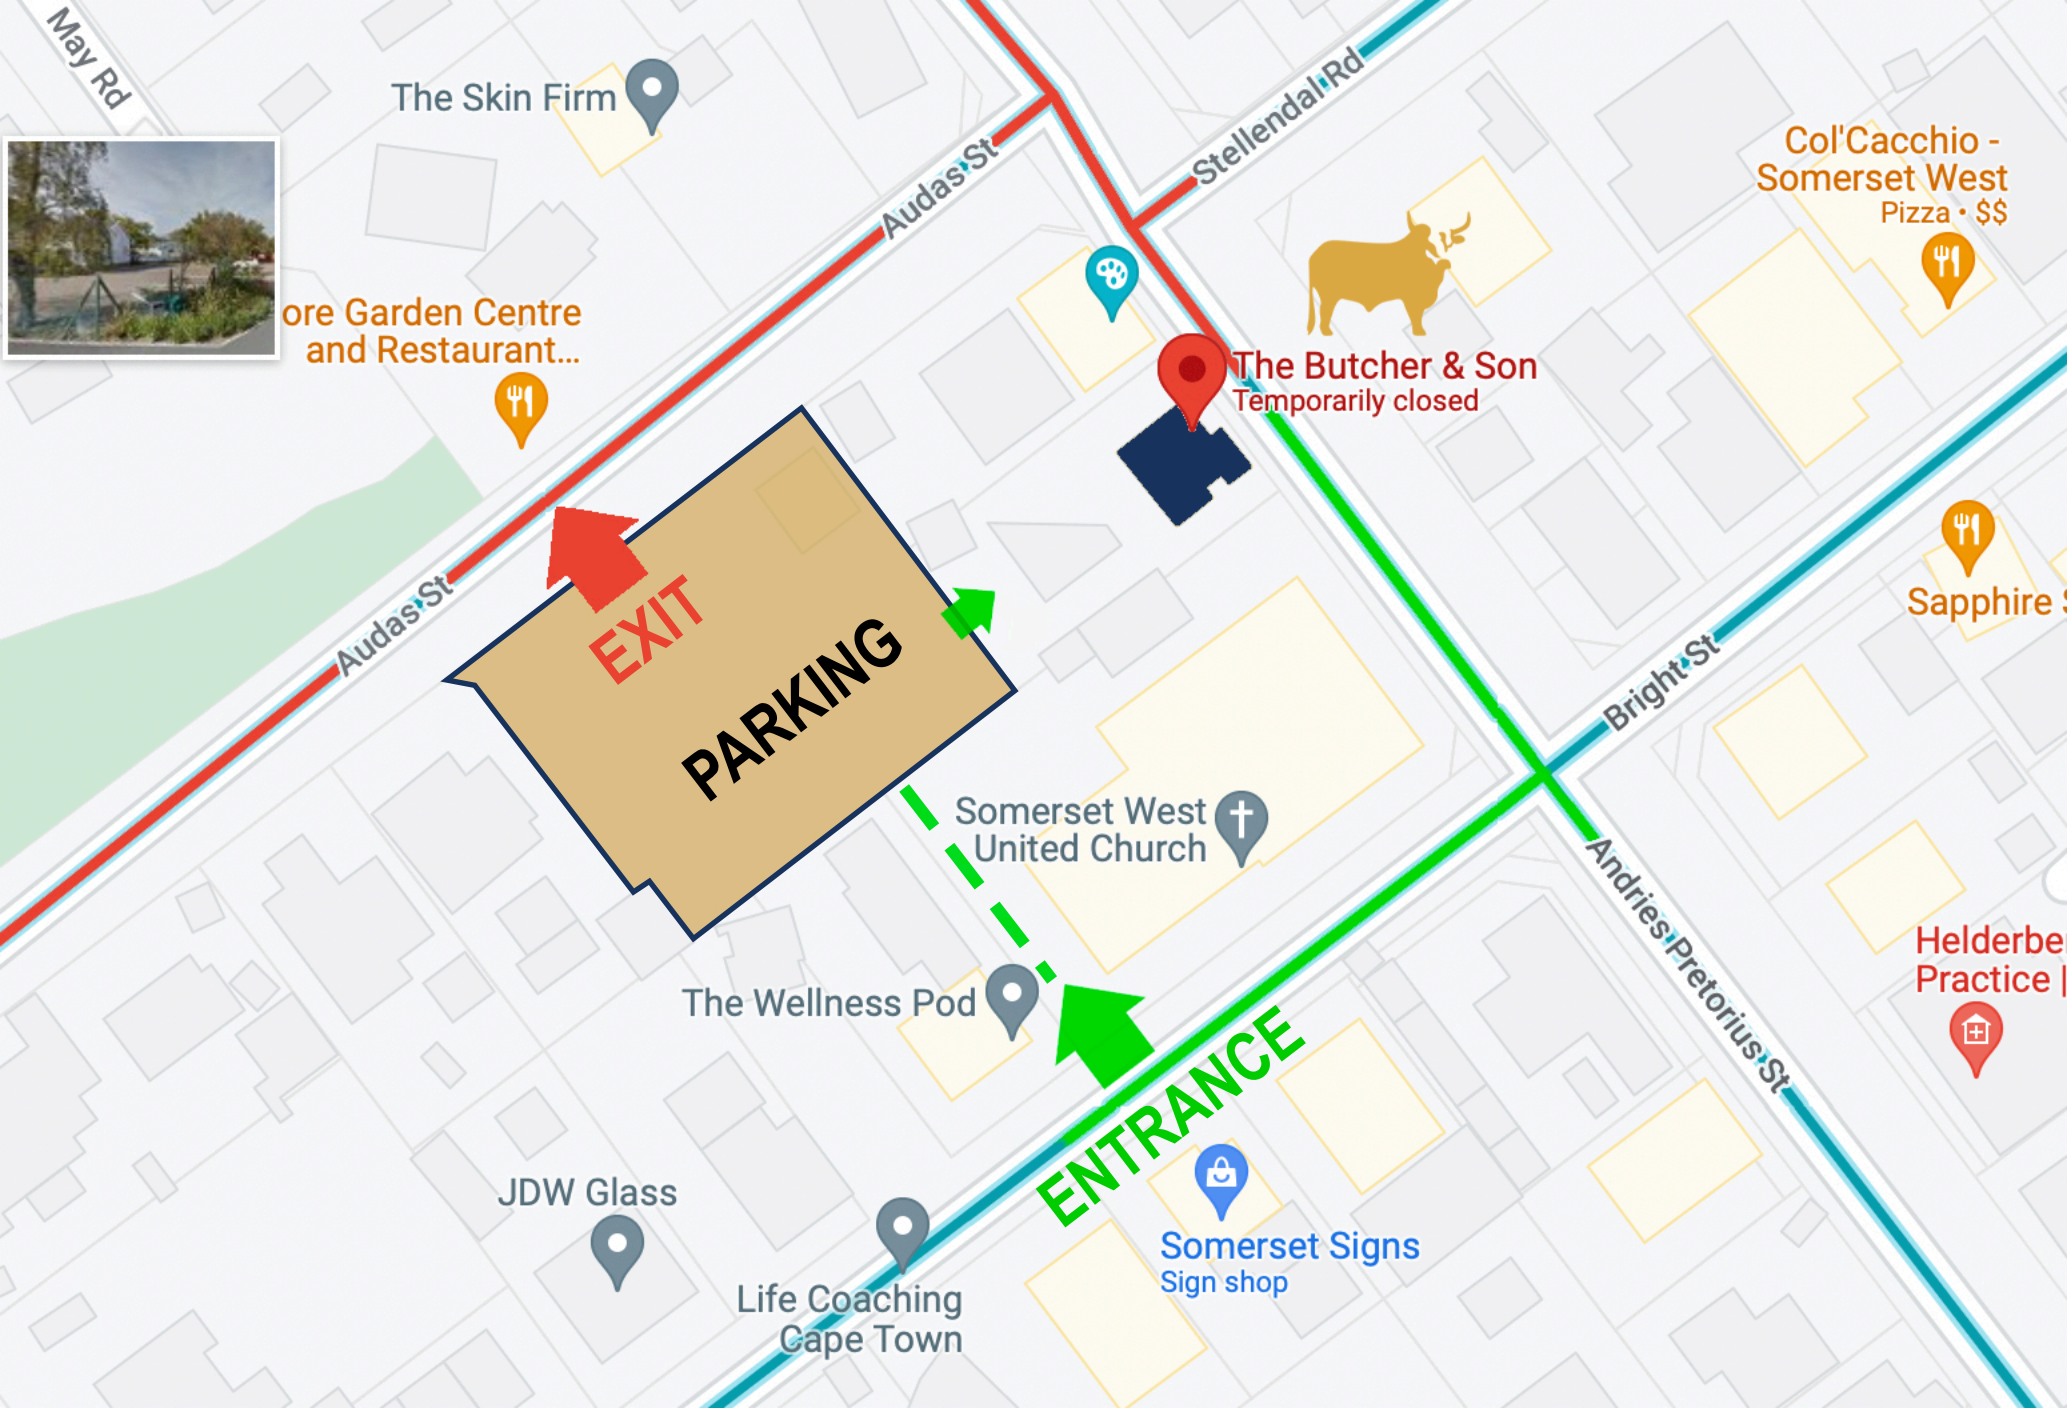 May Rd
The Skin Firm
Audas St
Stellendal Rd
Col'Cacchio -
Somerset West
Pizza • $$
ore Garden Centre
and Restaurant...
The Butcher & Son
Temporarily closed
Sapphire
Audas St
EXIT
PARKING
Bright St
Somerset West
United Church
Andries Pretorius St
Helderbe
Practice |
The Wellness Pod
ENTRANCE
JDW Glass
Somerset Signs
Sign shop
Life Coaching
Cape Town